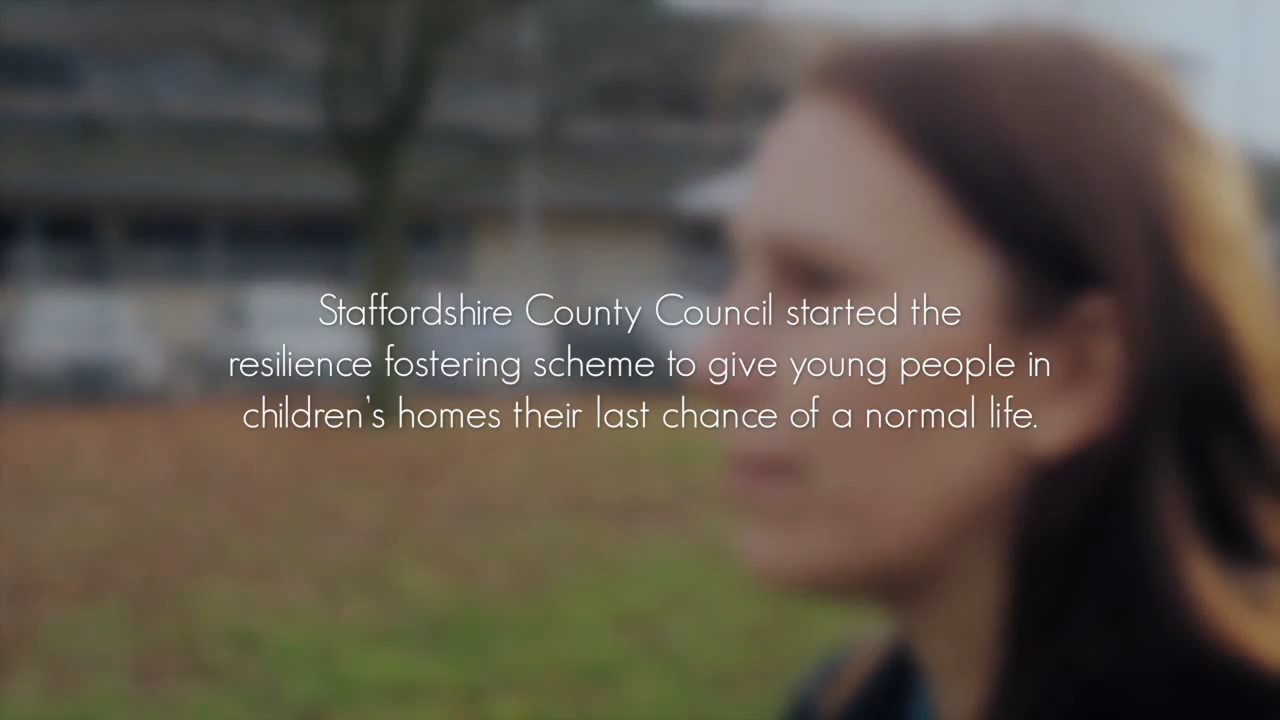 Staffordshire County Council started the
resilience fostering scheme to give young people in
children's homes their last chance of a normal life.